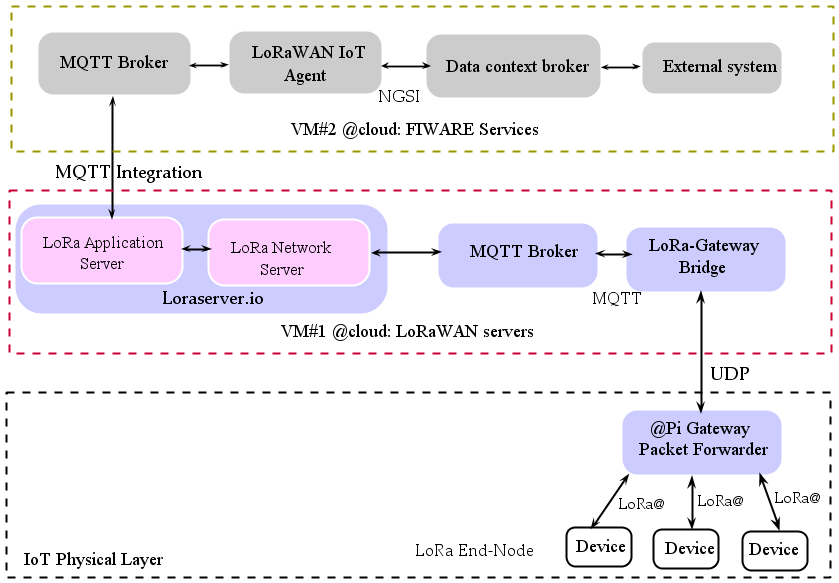 MQTT Broker
LoRaWAN IoT
Agent
Data context broker
External system
NGSI
VM#2 @cloud: FIWARE Services
MQTT Integration
LoRa Application
Server
LoRa Network
Server
Loraserver.io
MQTT Broker
LoRa-Gateway
Bridge
MQTT
VM#1 @cloud: LoRaWAN servers
UDP
@Pi Gateway
Packet Forwarder
LoRa@
LoRa@
LoRa@
Device
Device
Device
LoRa End-Node
IoT Physical Layer